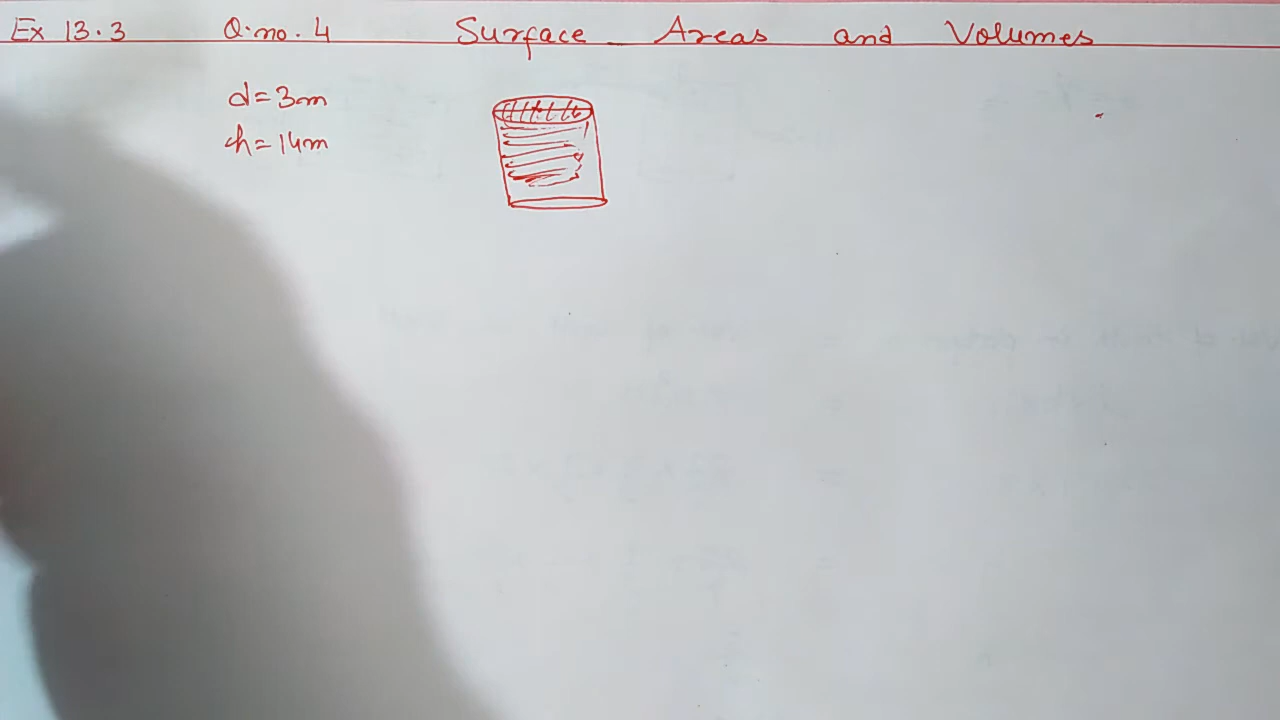 Ex 13.3 Q.no.4 Surface Areas and Volumes
d=3m
h=14m